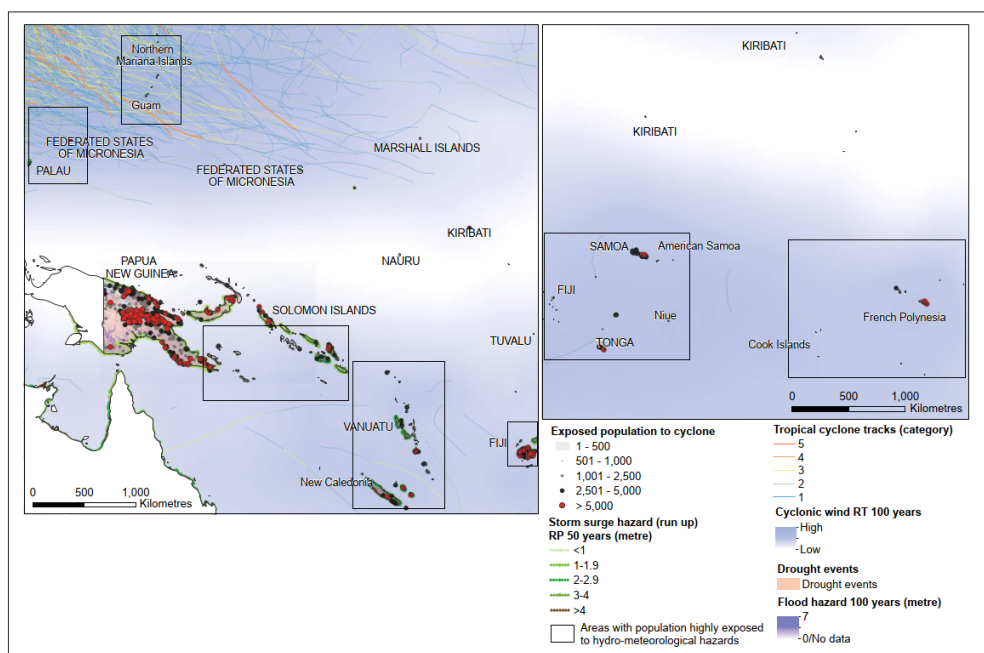 Northern
Mariana Islands
Guam
FEDERATED STATES
OF MICRONESIA
PALAU
FEDERATED STATES
OF MICRONESIA
MARSHALL ISLANDS
KIRIBATI
NAURU
PAPUA
NEW GUINEA
SOLOMON ISLANDS
TUVALU
VANUATU
FIJI
New Caledonia
0 500 1,000
Kilometres
KIRIBATI
KIRIBATI
SAMOA
American Samoa
FIJI
Niue
TONGA
Cook Islands
French Polynesia
0 500 1,000
Kilometres
Exposed population to cyclone
1 - 500
501 - 1,000
1,001 - 2,500
2,501 - 5,000
> 5,000
Storm surge hazard (run up)
RP 50 years (metre)
<1
1-1.9
2-2.9
3-4
>4
Areas with population highly exposed
to hydro-meteorological hazards
Tropical cyclone tracks (category)
5
4
3
2
1
Cyclonic wind RT 100 years
High
Low
Drought events
Drought events
Flood hazard 100 years (metre)
7
0/No data